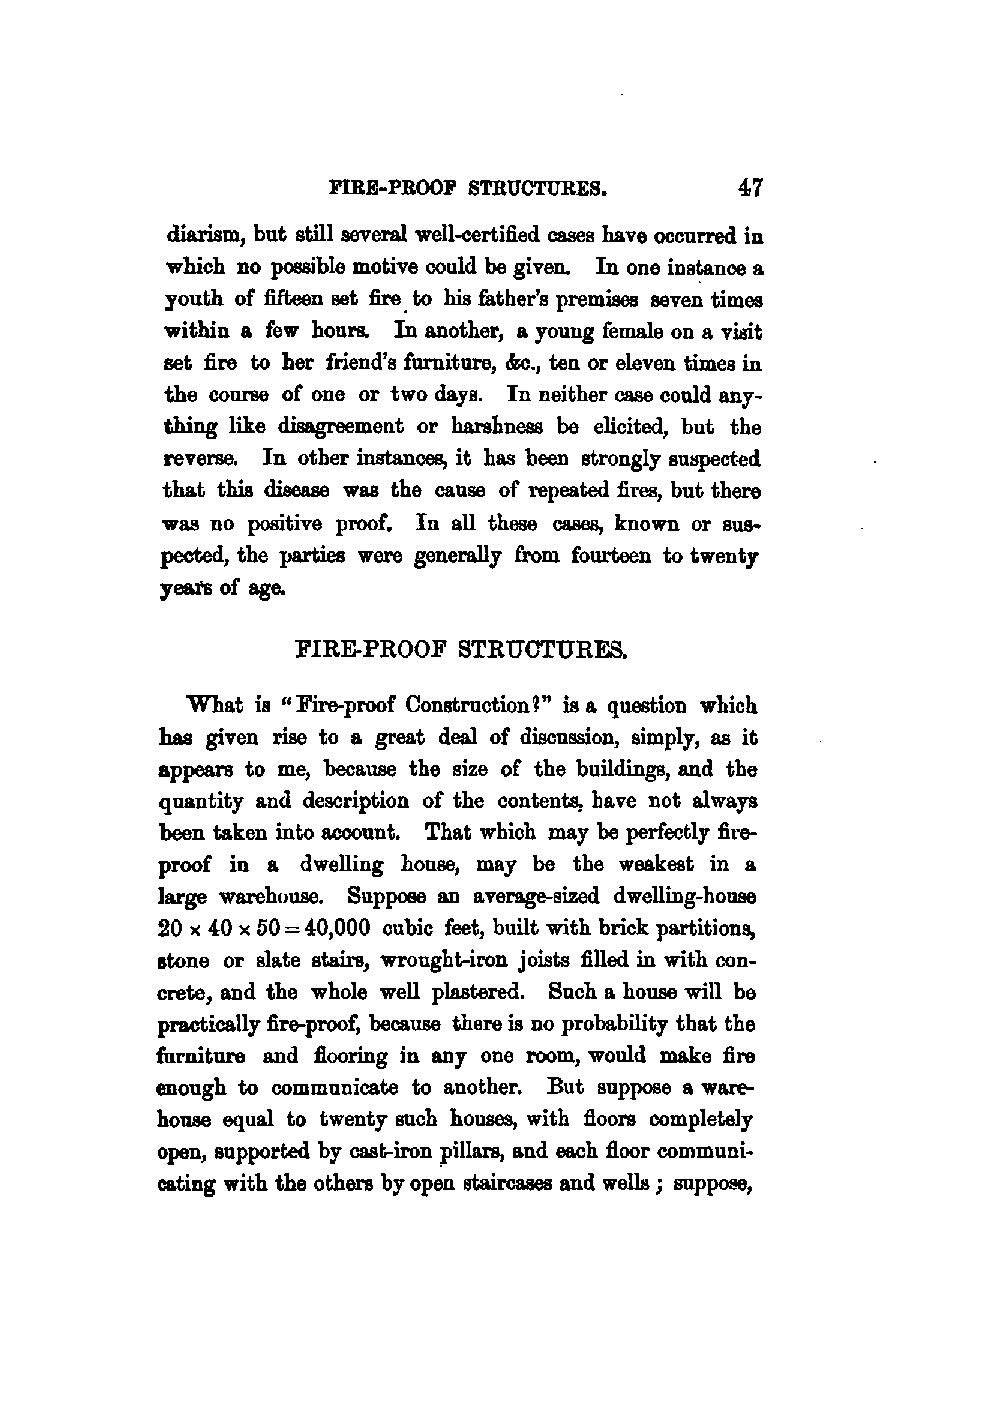 FIRE-PROOF STRUCTURES. 47
diarism, but still several well-certified cases have occurred in
which no possible motive could be given. In one instance a
youth of fifteen set fire to his father's premises seven times
within a few hours. In another, a young female on a visit
set fire to her friend's furniture, &c., ten or eleven times in
the course of one or two days. In neither case could any-
thing like disagreement or harshness be elicited, but the
reverse. In other instances, it has been strongly suspected
that this disease was the cause of repeated fires, but there
was no positive proof. In all these cases, known or sus-
pected, the parties were generally from fourteen to twenty
years of age.
FIRE-PROOF STRUCTURES.
What is "Fire-proof Construction?" is a question which
has given rise to a great deal of discussion, simply, as it
appears to me, because the size of the buildings, and the
quantity and description of the contents, have not always
been taken into account. That which may be perfectly fire-
proof in a dwelling house, may be the weakest in a
large warehouse. Suppose an average-sized dwelling-house
20 × 40 × 50 = 40,000 cubic feet, built with brick partitions,
stone or slate stairs, wrought-iron joists filled in with con-
crete, and the whole well plastered. Such a house will be
practically fire-proof, because there is no probability that the
furniture and flooring in any one room, would make fire
enough to communicate to another. But suppose a ware-
house equal to twenty such houses, with floors completely
open, supported by cast-iron pillars, and each floor communi-
cating with the others by open staircases and wells; suppose,